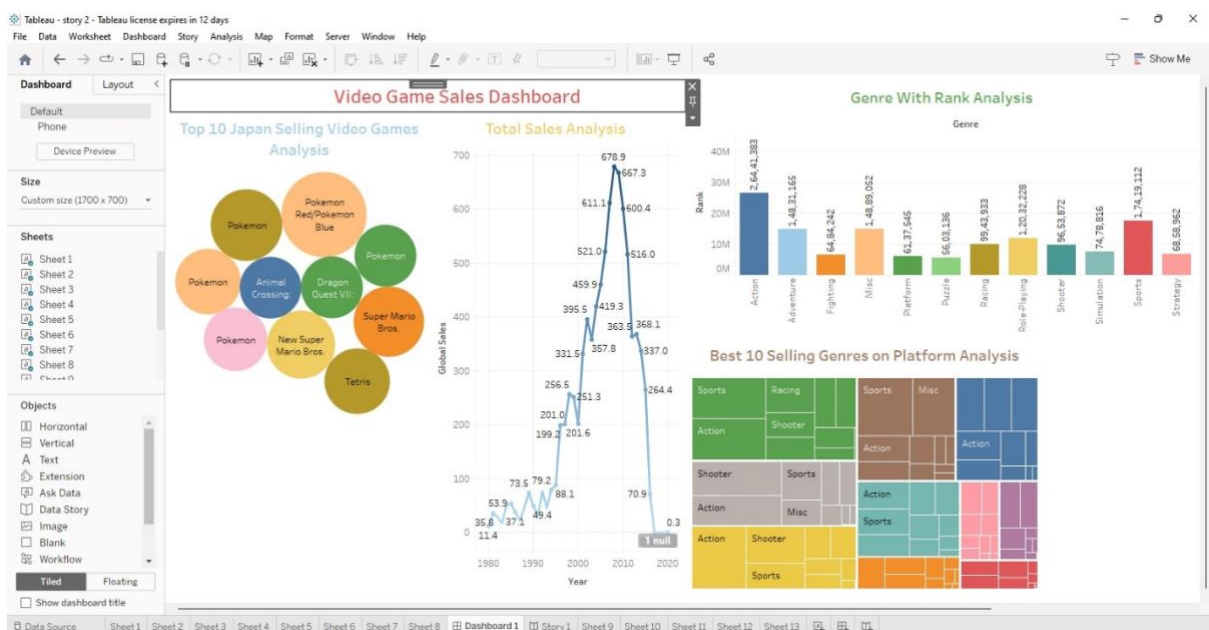 Tableau - story 2 - Tableau license expires in 12 days
File Data Worksheet Dashboard Story Analysis Map Format Server Window Help
Show Me
Dashboard Layout
Default
Phone
Device Preview
Size
Custom size (1700 x 700)
Sheets
Sheet 1
Sheet 2
Sheet 3
Sheet 4
Sheet 5
Sheet 6
Sheet 7
Sheet 8
Objects
Horizontal
Vertical
Text
Extension
Ask Data
Data Story
Image
Blank
Workflow
Tiled Floating
Show dashboard title
Video Game Sales Dashboard
Top 10 Japan Selling Video Games
Analysis
Pokemon
Pokemon
Red/Pokemon
Blue
Pokemon
Pokemon
Animal
Crossing:
Dragon
Quest VII:
Super Mario
Bros.
Pokemon
New Super
Mario Bros.
Tetris
Total Sales Analysis
Global Sales
700
600
500
400
300
200
100
0
678.9
667.3
611.1
600.4
521.0
516.0
459.9
419.3
395.5
363.5
368.1
357.8
331.5
337.0
256.5
251.3
264.4
201.0
199.2
201.6
73.5
79.2
88.1
70.9
53.9
35.8
37.1
49.4
11.4
0.3
1 null
1980 1990 2000 2010 2020
Year
Genre With Rank Analysis
Genre
Rank
40M
30M
20M
10M
0M
2,64,41,383
1,48,31,165
64,84,242
1,48,89,052
61,37,545
56,03,136
99,43,933
1,20,32,228
96,53,872
74,78,816
1,74,19,112
68,58,962
Action
Adventure
Fighting
Misc
Platform
Puzzle
Racing
Role-Playing
Shooter
Simulation
Sports
Strategy
Best 10 Selling Genres on Platform Analysis
Sports Racing
Action Shooter
Sports Misc
Action
Action
Shooter Sports
Action Misc
Action
Sports
Action Shooter
Sports
Data Source Sheet 1 Sheet 2 Sheet 3 Sheet 4 Sheet 5 Sheet 6 Sheet 7 Sheet 8 Dashboard 1 Story 1 Sheet 9 Sheet 10 Sheet 11 Sheet 12 Sheet 13